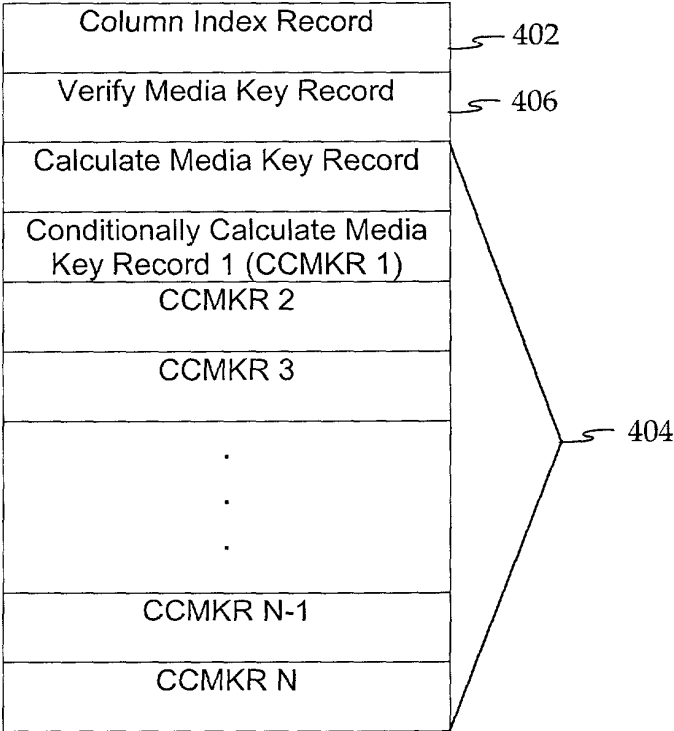 Column Index Record
402
Verify Media Key Record
406
Calculate Media Key Record
Conditionally Calculate Media
Key Record 1 (CCMKR 1)
CCMKR 2
CCMKR 3
404
.
.
.
CCMKR N-1
CCMKR N